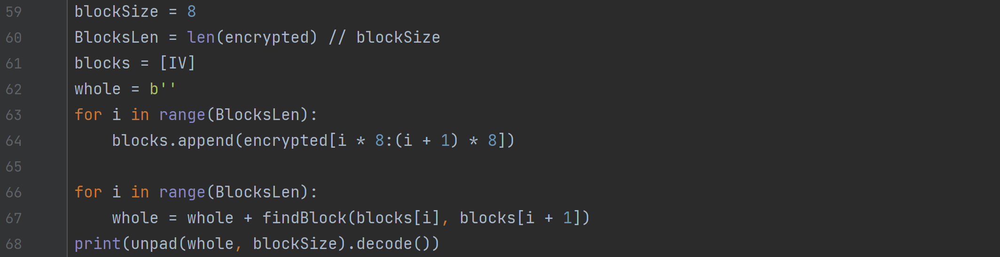 59 blockSize = 8
60 BlocksLen = len(encrypted) // blockSize
61 blocks = [IV]
62 whole = b''
63 for i in range(BlocksLen):
64     blocks.append(encrypted[i * 8:(i + 1) * 8])
65
66 for i in range(BlocksLen):
67     whole = whole + findBlock(blocks[i], blocks[i + 1])
68 print(unpad(whole, blockSize).decode())